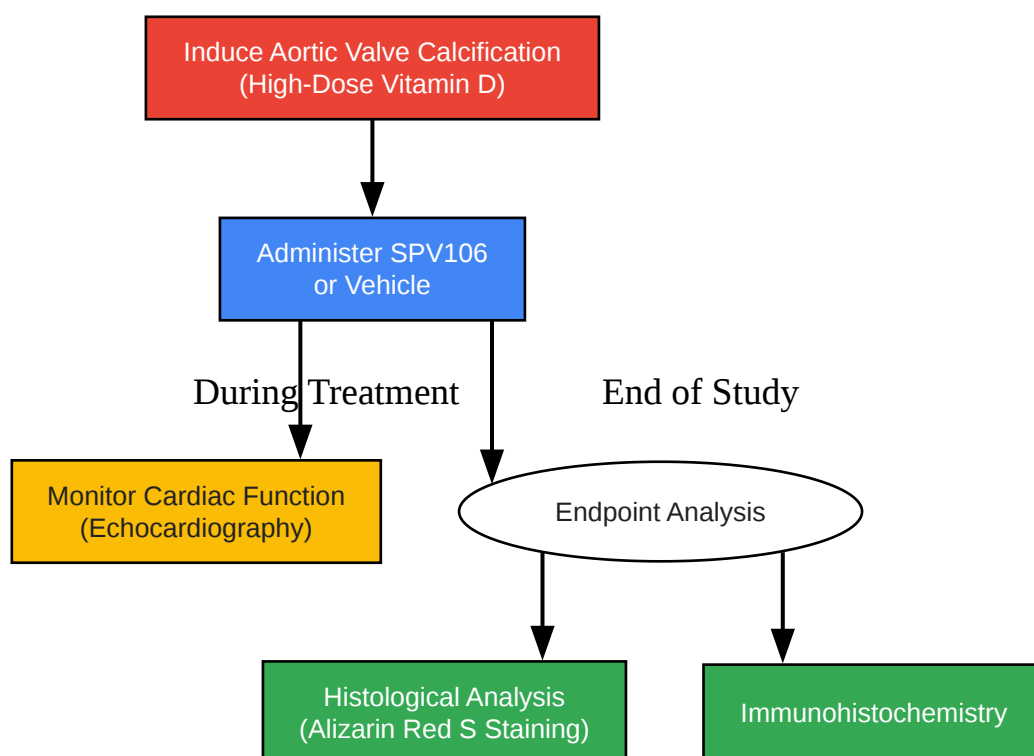 Induce Aortic Valve Calcification
(High-Dose Vitamin D)
Administer SPV106
or Vehicle
During Treatment
End of Study
Monitor Cardiac Function
(Echocardiography)
Endpoint Analysis
Histological Analysis
(Alizarin Red S Staining)
Immunohistochemistry